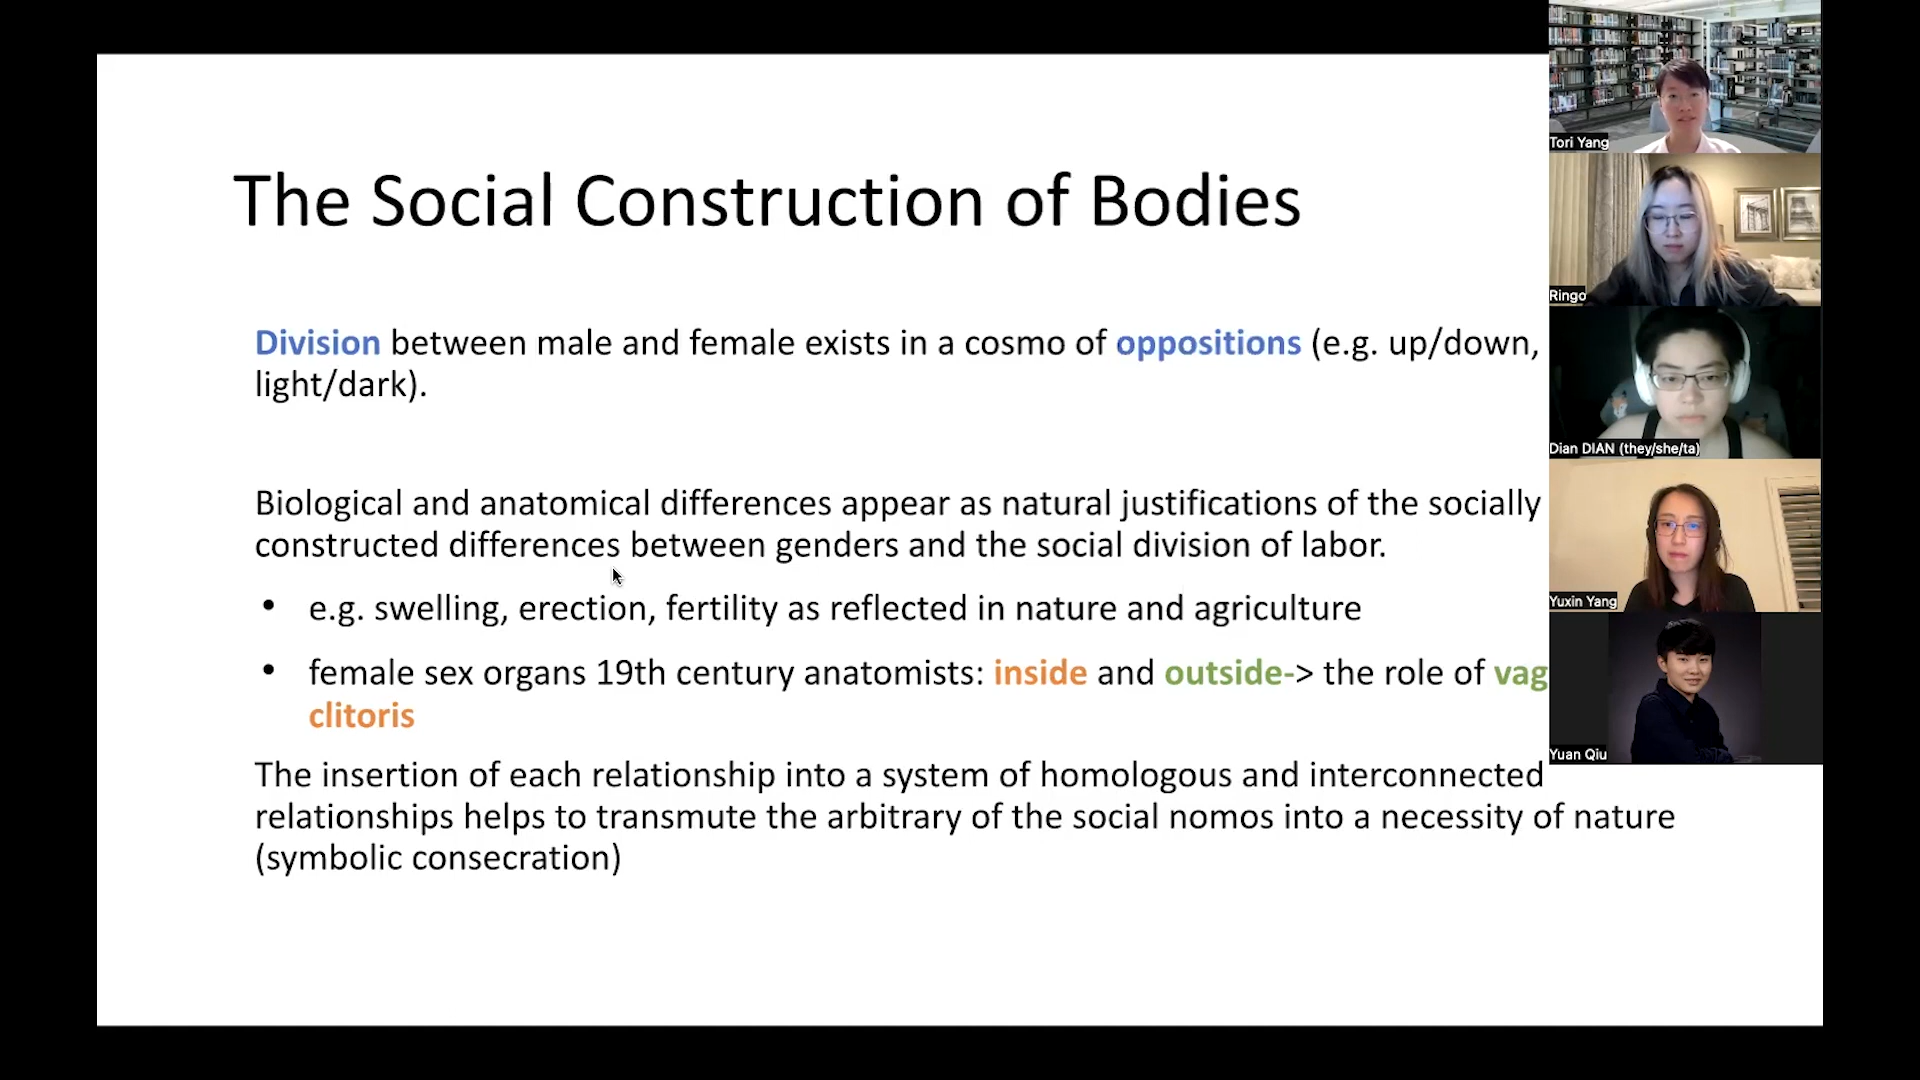 The Social Construction of Bodies
Division between male and female exists in a cosmo of oppositions (e.g. up/down,
light/dark).
Biological and anatomical differences appear as natural justifications of the socially
constructed differences between genders and the social division of labor.
• e.g. swelling, erection, fertility as reflected in nature and agriculture
• female sex organs 19th century anatomists: inside and outside-> the role of vag
clitoris
The insertion of each relationship into a system of homologous and interconnected
relationships helps to transmute the arbitrary of the social nomos into a necessity of nature
(symbolic consecration)
Tori Yang
Ringo
Dian DIAN (they/she/ta)
Yuxin Yang
Yuan Qiu